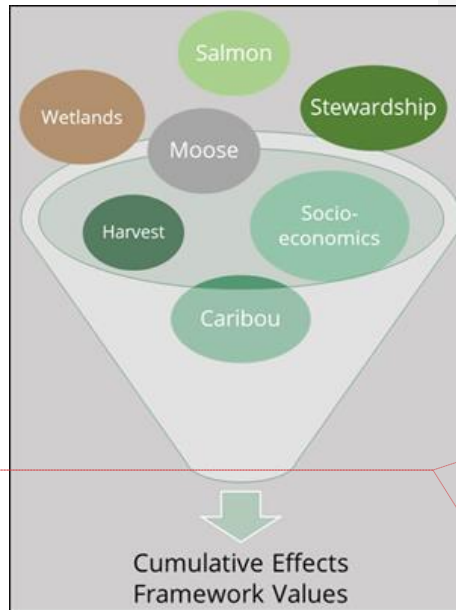 Salmon
Wetlands
Stewardship
Moose
Harvest
Socio-
economics
Caribou
Cumulative Effects
Framework Values